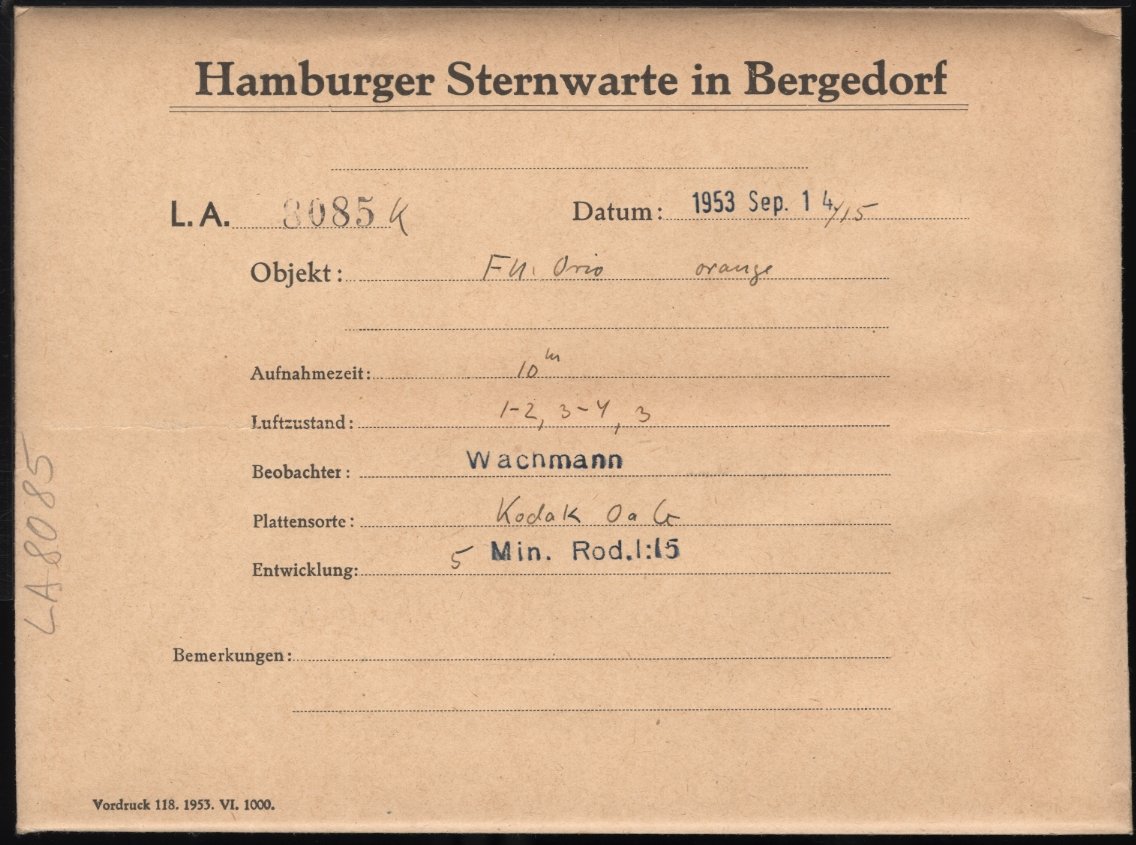 Hamburger Sternwarte in Bergedorf
L.A. 8085 K Datum: 1953 Sep. 14./15
Objekt: FU. Orio orange
Aufnahmezeit: 10 m
Luftzustand: 1-2, 3-4, 3
Beobachter: Wachmann
Plattensorte: Kodak OaG
Entwicklung: 5 Min. Rod. 1:15
Bemerkungen:
Vordruck 118. 1953. VI. 1000.
LA 8085